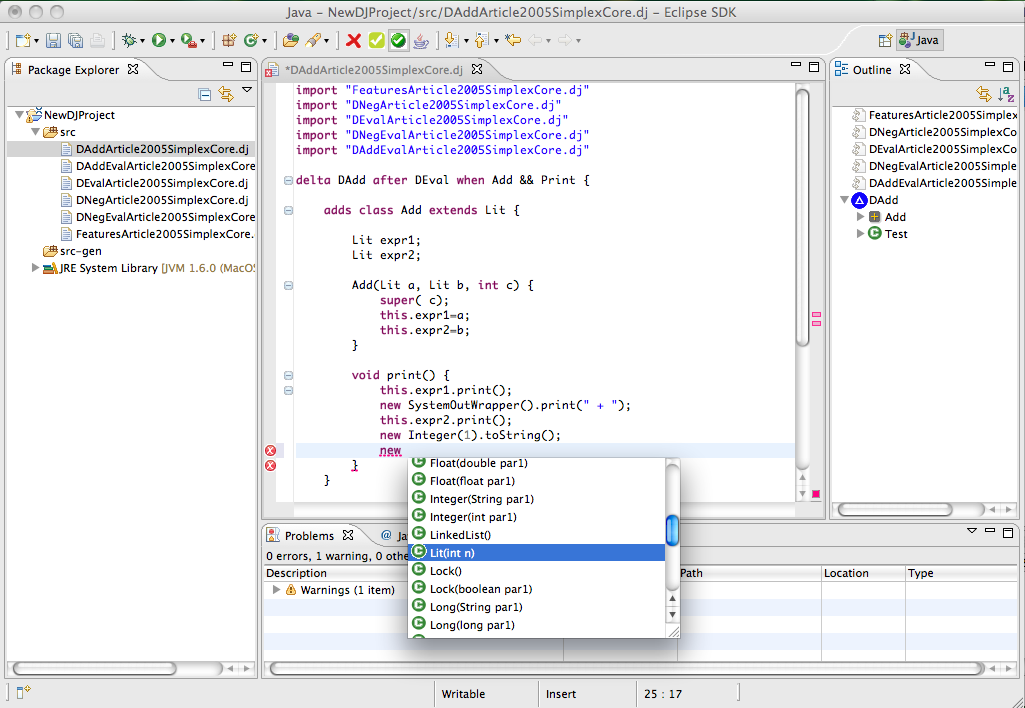 Java – NewDJProject/src/DAddArticle2005SimplexCore.dj – Eclipse SDK
Java
Package Explorer
NewDJProject
src
DAddArticle2005SimplexCore.dj
DAddEvalArticle2005SimplexCore
DEvalArticle2005SimplexCore.dj
DNegArticle2005SimplexCore.dj
DNegEvalArticle2005SimplexCore
FeaturesArticle2005SimplexCore.
src-gen
JRE System Library [JVM 1.6.0 (MacOS
*DAddArticle2005SimplexCore.dj
import "FeaturesArticle2005SimplexCore.dj"
import "DNegArticle2005SimplexCore.dj"
import "DEvalArticle2005SimplexCore.dj"
import "DNegEvalArticle2005SimplexCore.dj"
import "DAddEvalArticle2005SimplexCore.dj"
delta DAdd after DEval when Add && Print {
adds class Add extends Lit {
Lit expr1;
Lit expr2;
Add(Lit a, Lit b, int c) {
super( c);
this.expr1=a;
this.expr2=b;
}
void print() {
this.expr1.print();
new SystemOutWrapper().print(" + ");
this.expr2.print();
new Integer(1).toString();
new
}
}
Float(double par1)
Float(float par1)
Integer(String par1)
Integer(int par1)
LinkedList()
Lit(int n)
Lock()
Lock(boolean par1)
Long(String par1)
Long(long par1)
Outline
FeaturesArticle2005Simplex
DNegArticle2005SimplexCo
DEvalArticle2005SimplexCo
DNegEvalArticle2005Simple
DAddEvalArticle2005Simple
DAdd
Add
Test
Problems
@ Ja
0 errors, 1 warning, 0 othe
Description
Path
Location
Type
Warnings (1 item)
Writable
Insert
25 : 17